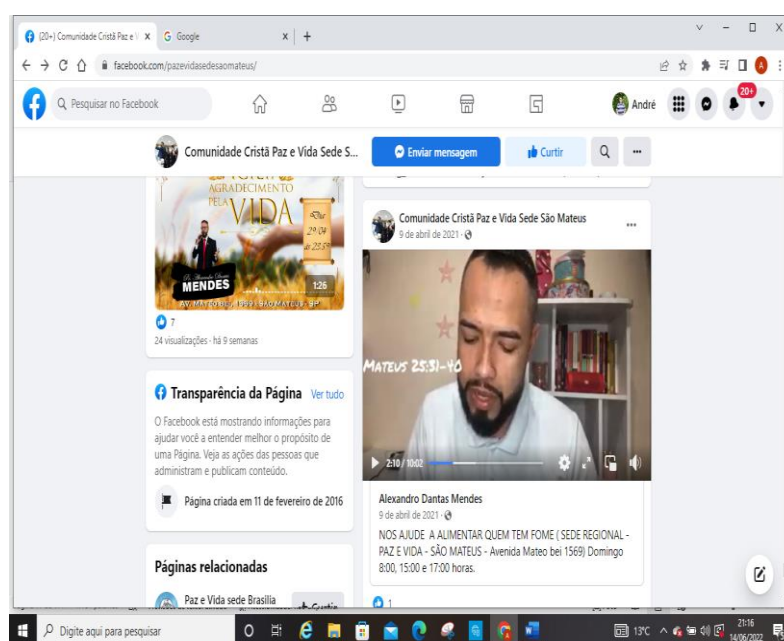 (20+) Comunidade Cristã Paz e V
Google
facebook.com/pazevidasedesaomateus/
Pesquisar no Facebook
André
20+
Comunidade Cristã Paz e Vida Sede S...
Enviar mensagem
Curtir
AGRADECIMENTO
PELA VIDA
Dia
29/04
MENDES
1:26
7
24 visualizações · há 9 semanas
Transparência da Página Ver tudo
O Facebook está mostrando informações para
ajudar você a entender melhor o propósito de
uma Página. Veja as ações das pessoas que
administram e publicam conteúdo.
Página criada em 11 de fevereiro de 2016
Páginas relacionadas
Paz e Vida sede Brasilia
Curtir
Comunidade Cristã Paz e Vida Sede São Mateus
9 de abril de 2021
MATEUS 25:31-40
2:10 / 10:02
Alexandro Dantas Mendes
9 de abril de 2021
NOS AJUDE A ALIMENTAR QUEM TEM FOME ( SEDE REGIONAL -
PAZ E VIDA - SÃO MATEUS - Avenida Mateo bei 1569) Domingo
8:00, 15:00 e 17:00 horas.
1
Digite aqui para pesquisar
13°C
21:16
14/06/2022